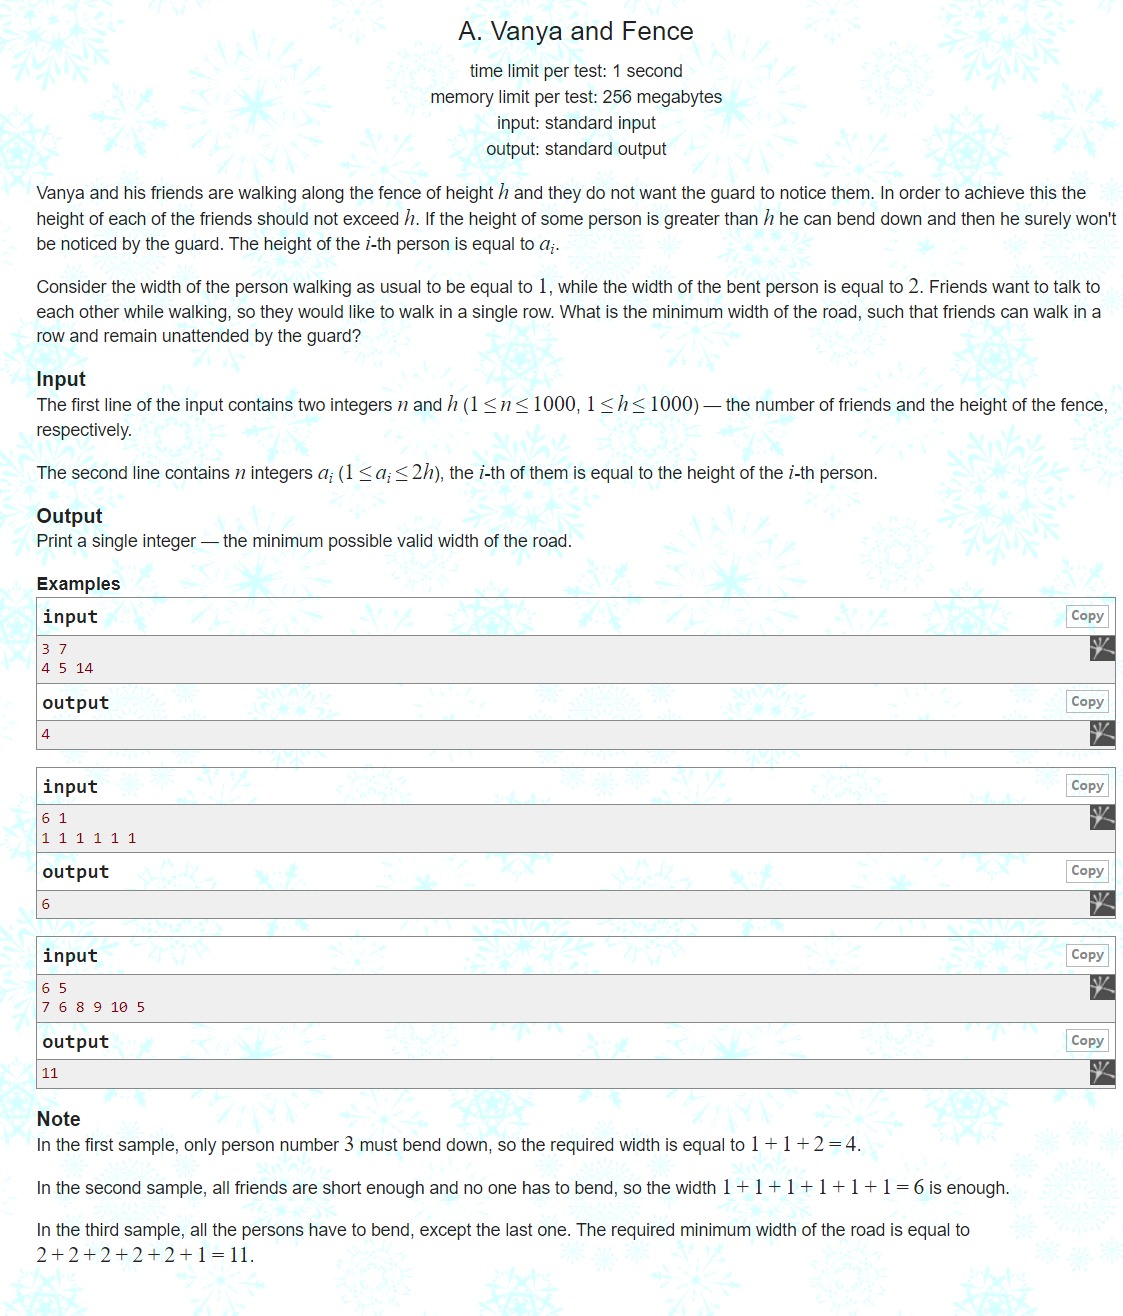 A. Vanya and Fence
time limit per test: 1 second
memory limit per test: 256 megabytes
input: standard input
output: standard output
Vanya and his friends are walking along the fence of height h and they do not want the guard to notice them. In order to achieve this the
height of each of the friends should not exceed h. If the height of some person is greater than h he can bend down and then he surely won't
be noticed by the guard. The height of the i-th person is equal to aᵢ.
Consider the width of the person walking as usual to be equal to 1, while the width of the bent person is equal to 2. Friends want to talk to
each other while walking, so they would like to walk in a single row. What is the minimum width of the road, such that friends can walk in a
row and remain unattended by the guard?
Input
The first line of the input contains two integers n and h (1 ≤ n ≤ 1000, 1 ≤ h ≤ 1000) — the number of friends and the height of the fence,
respectively.
The second line contains n integers aᵢ (1 ≤ aᵢ ≤ 2h), the i-th of them is equal to the height of the i-th person.
Output
Print a single integer — the minimum possible valid width of the road.
Examples
input Copy
3 7
4 5 14
output Copy
4
input Copy
6 1
1 1 1 1 1 1
output Copy
6
input Copy
6 5
7 6 8 9 10 5
output Copy
11
Note
In the first sample, only person number 3 must bend down, so the required width is equal to 1 + 1 + 2 = 4.
In the second sample, all friends are short enough and no one has to bend, so the width 1 + 1 + 1 + 1 + 1 + 1 = 6 is enough.
In the third sample, all the persons have to bend, except the last one. The required minimum width of the road is equal to
2 + 2 + 2 + 2 + 2 + 1 = 11.